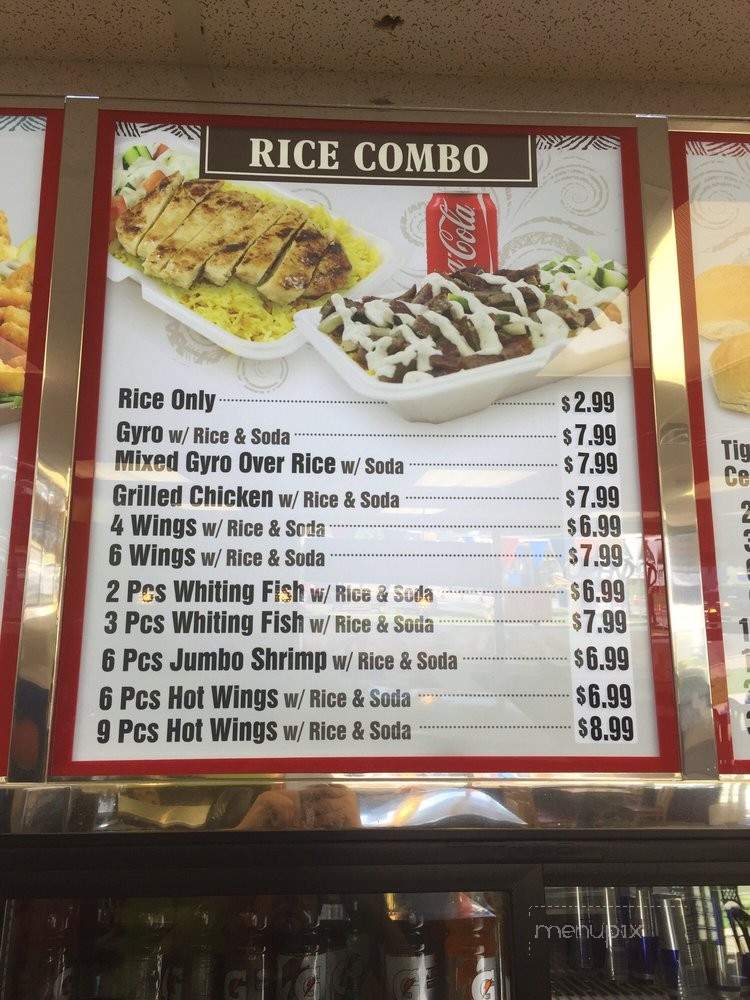 RICE COMBO
a-Cola
Rice Only $2.99
Gyro w/ Rice & Soda $7.99
Mixed Gyro Over Rice w/ Soda $7.99
Grilled Chicken w/ Rice & Soda $7.99
4 Wings w/ Rice & Soda $6.99
6 Wings w/ Rice & Soda $7.99
2 Pcs Whiting Fish w/ Rice & Soda $6.99
3 Pcs Whiting Fish w/ Rice & Soda $7.99
6 Pcs Jumbo Shrimp w/ Rice & Soda $6.99
6 Pcs Hot Wings w/ Rice & Soda $6.99
9 Pcs Hot Wings w/ Rice & Soda $8.99
Tig
Ce
menupix